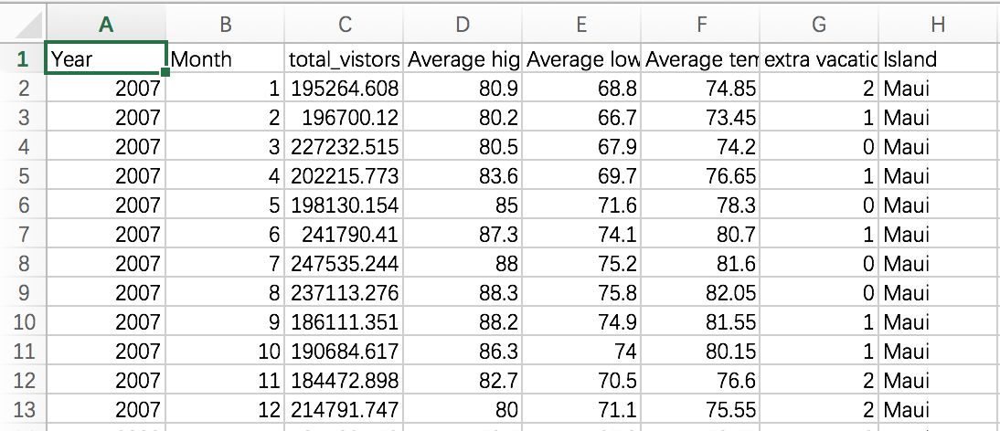 A B C D E F G H
1 Year Month total_vistors Average hig Average low Average ten extra vacatic Island
2 2007 1 195264.608 80.9 68.8 74.85 2 Maui
3 2007 2 196700.12 80.2 66.7 73.45 1 Maui
4 2007 3 227232.515 80.5 67.9 74.2 0 Maui
5 2007 4 202215.773 83.6 69.7 76.65 1 Maui
6 2007 5 198130.154 85 71.6 78.3 0 Maui
7 2007 6 241790.41 87.3 74.1 80.7 1 Maui
8 2007 7 247535.244 88 75.2 81.6 0 Maui
9 2007 8 237113.276 88.3 75.8 82.05 0 Maui
10 2007 9 186111.351 88.2 74.9 81.55 1 Maui
11 2007 10 190684.617 86.3 74 80.15 1 Maui
12 2007 11 184472.898 82.7 70.5 76.6 2 Maui
13 2007 12 214791.747 80 71.1 75.55 2 Maui